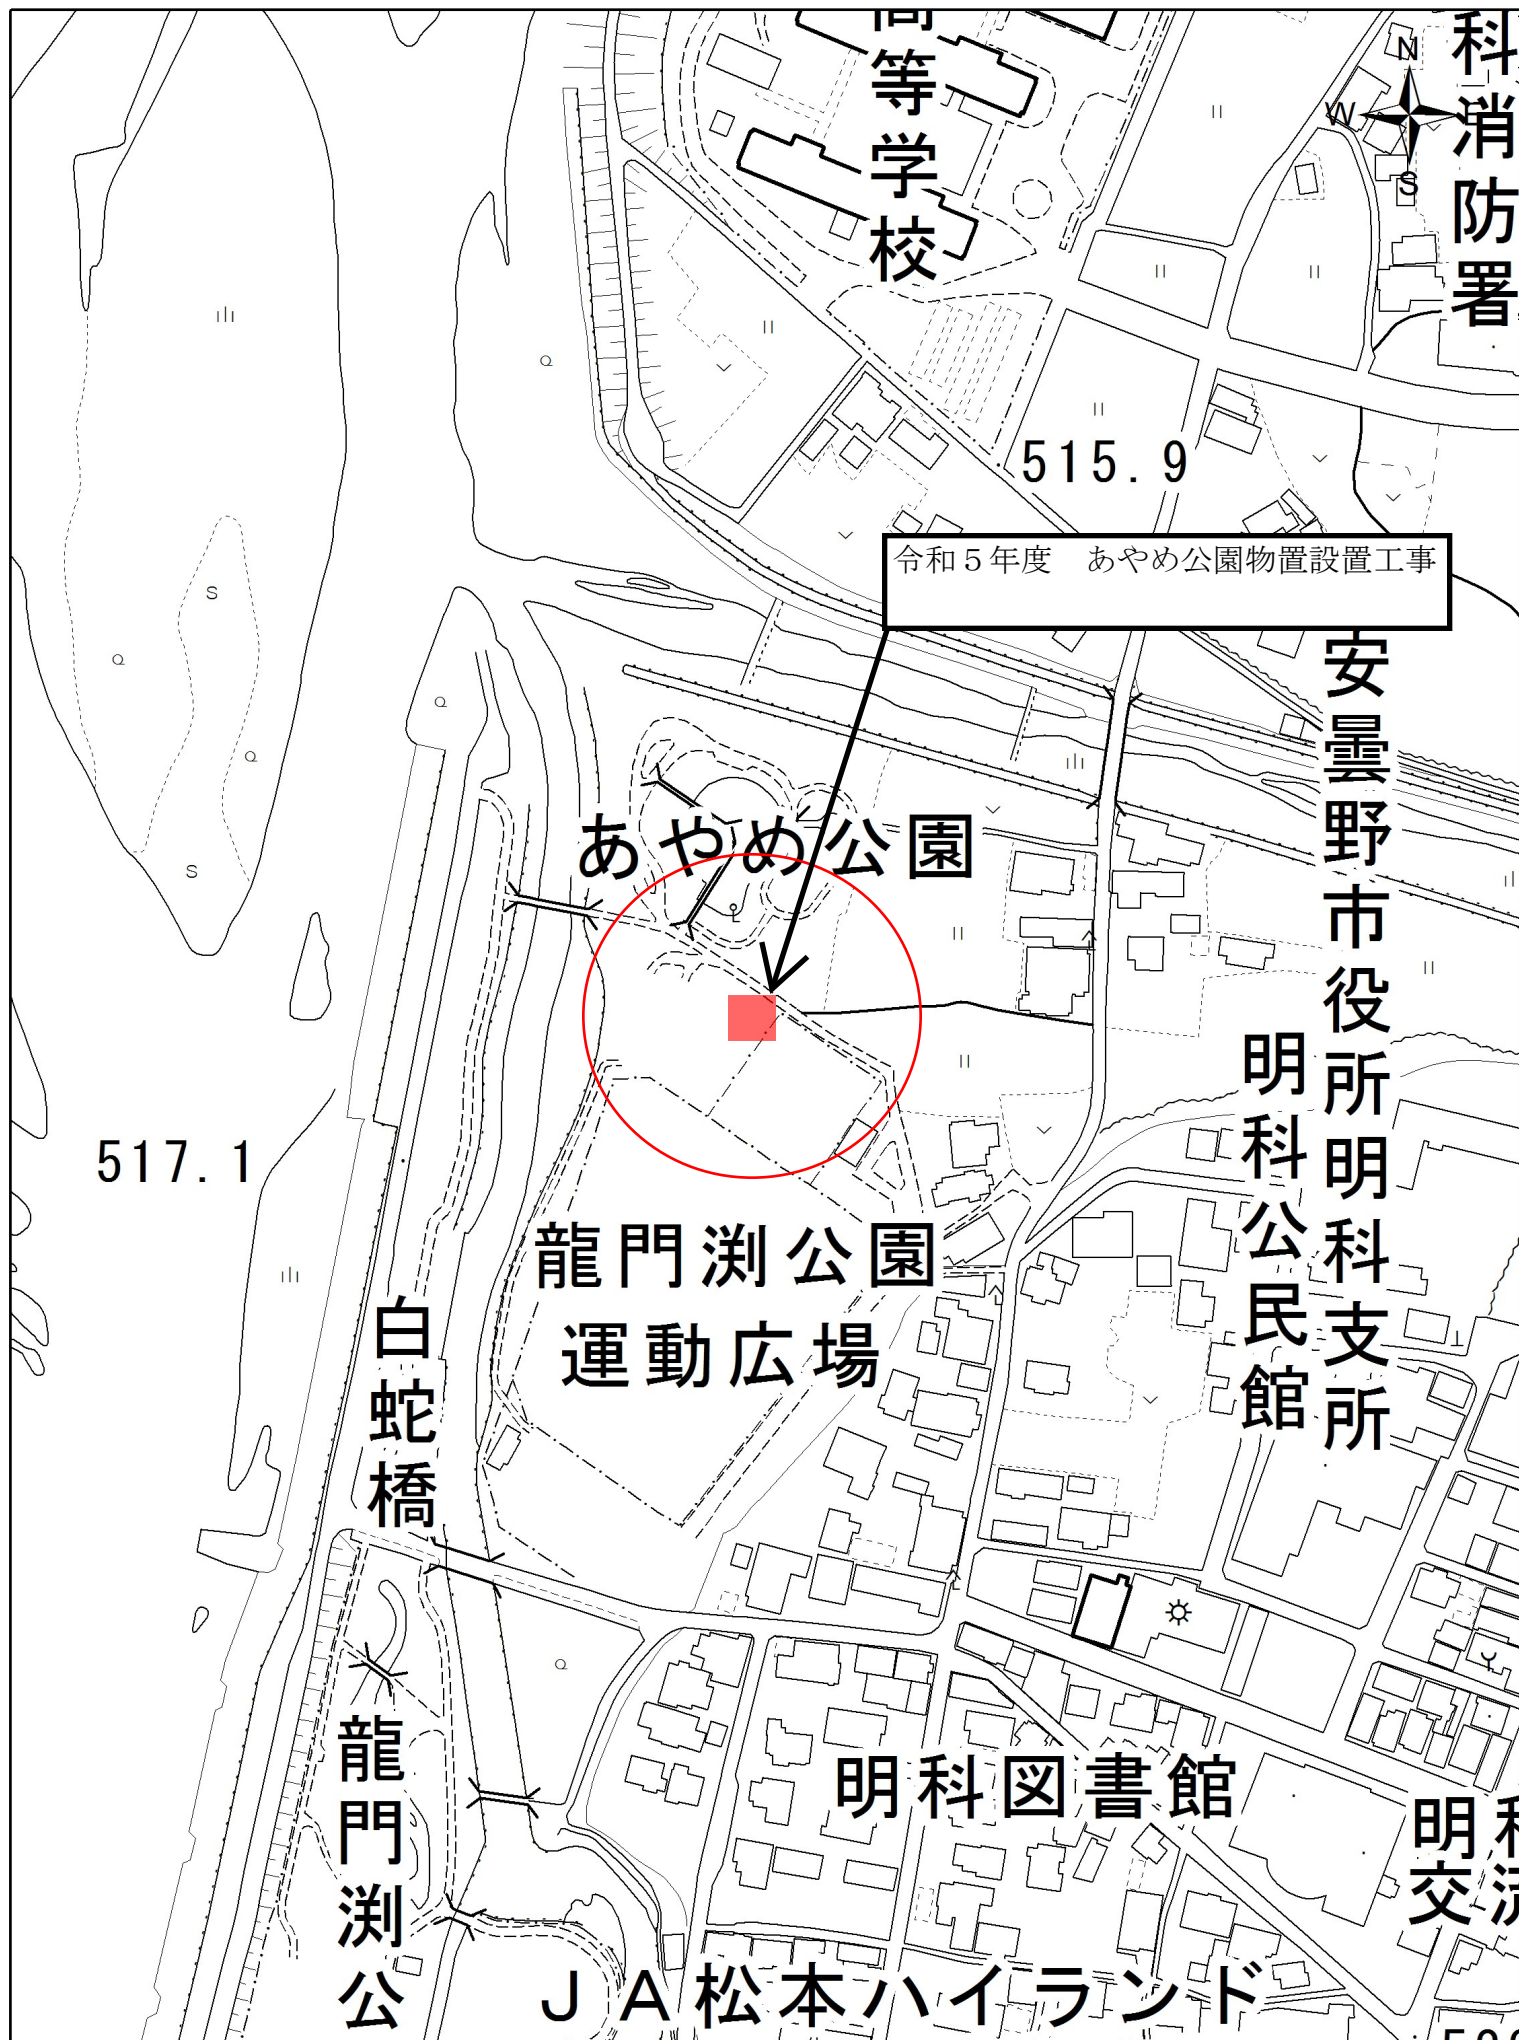 高等学校
科消防署
N
W
E
S
515.9
令和５年度　あやめ公園物置設置工事
あやめ公園
安曇野市役所明科支所
明科公民館
517.1
龍門渕公園
運動広場
白蛇橋
明科図書館
龍門渕公
明科
交流
ＪＡ松本ハイランド